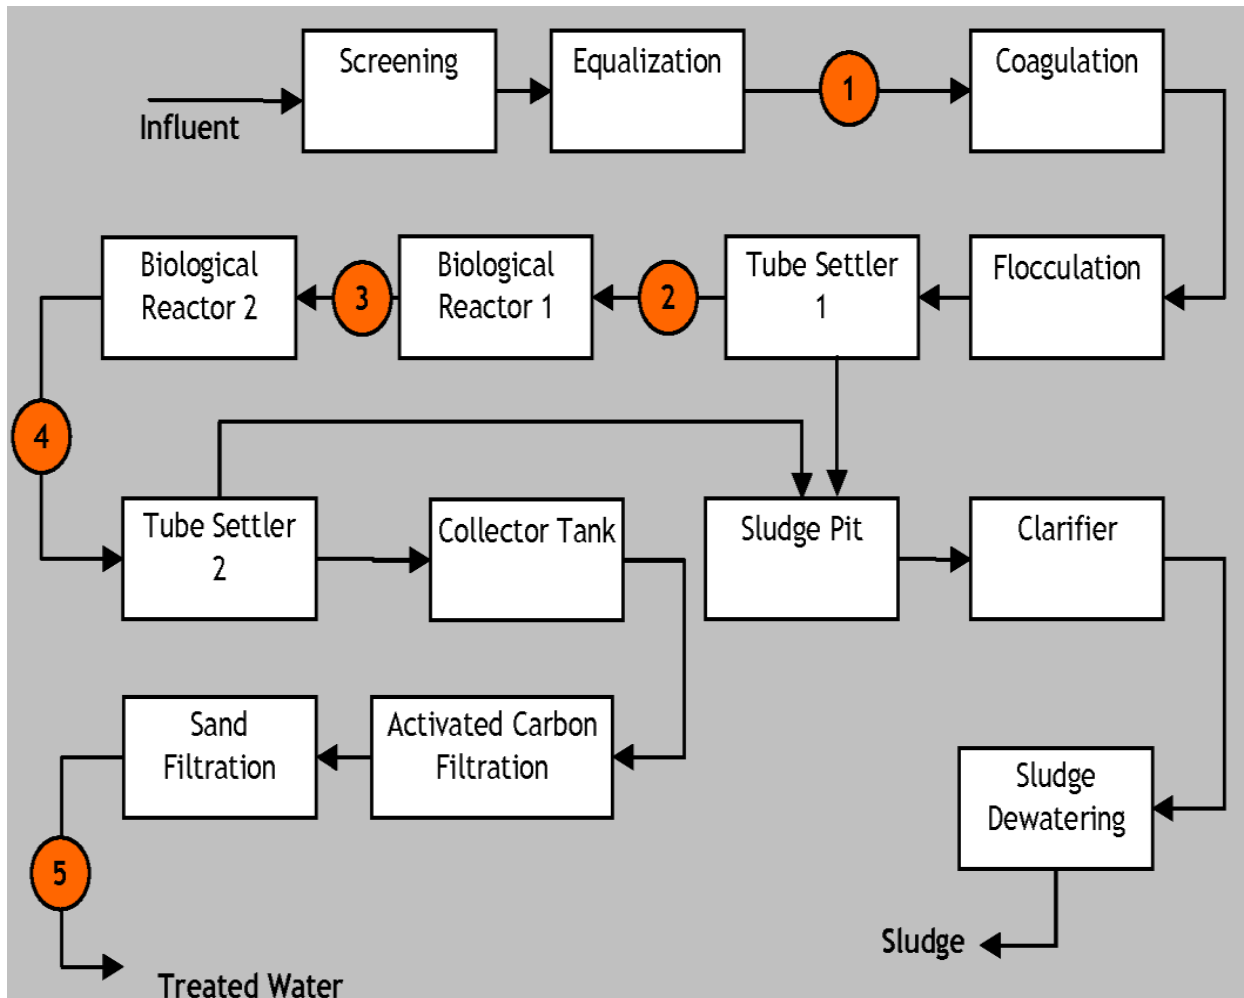 Screening
Equalization
1
Coagulation
Influent
Biological
Reactor 2
3
Biological
Reactor 1
2
Tube Settler
1
Flocculation
4
Tube Settler
2
Collector Tank
Sludge Pit
Clarifier
Sand
Filtration
Activated Carbon
Filtration
Sludge
Dewatering
5
Sludge
Treated Water